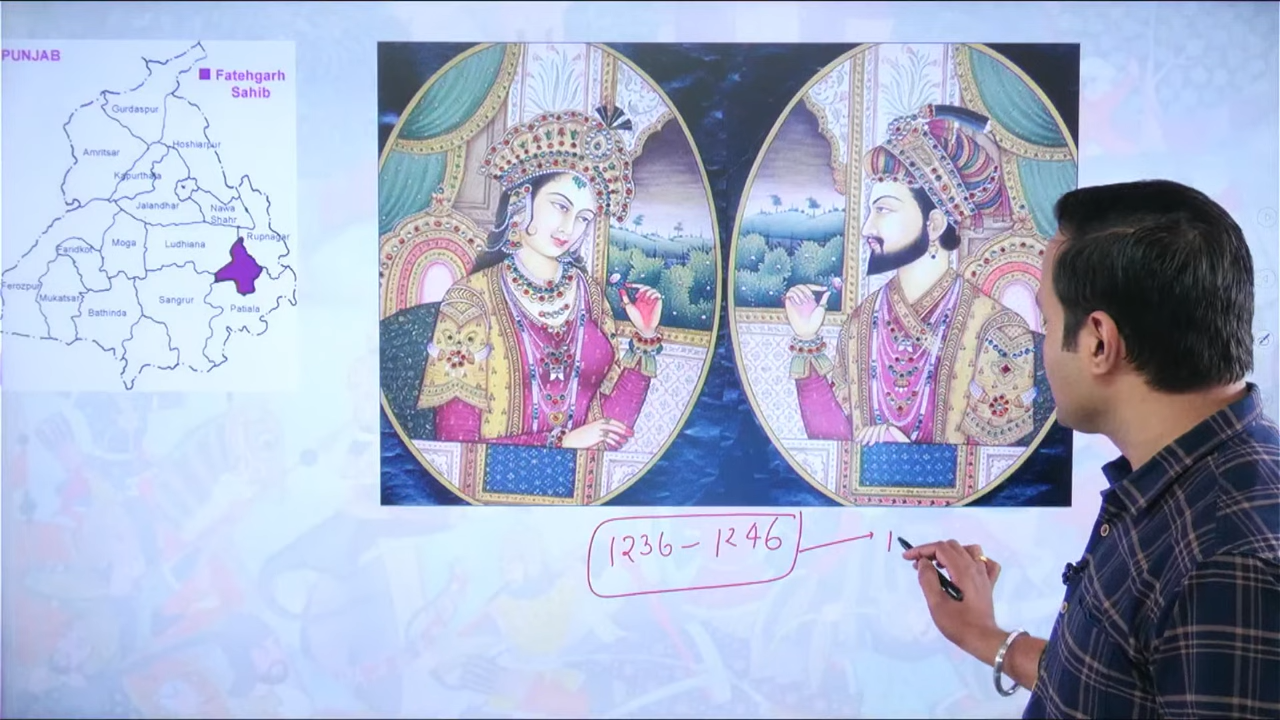 PUNJAB
Fatehgarh
Sahib
Gurdaspur
Hoshiarpur
Amritsar
Kapurthala
Jalandhar
Nawa
Shahr
Rupnagar
Faridkot
Moga
Ludhiana
Ferozpur
Mukatsar
Bathinda
Sangrur
Patiala
1236 - 1246
1